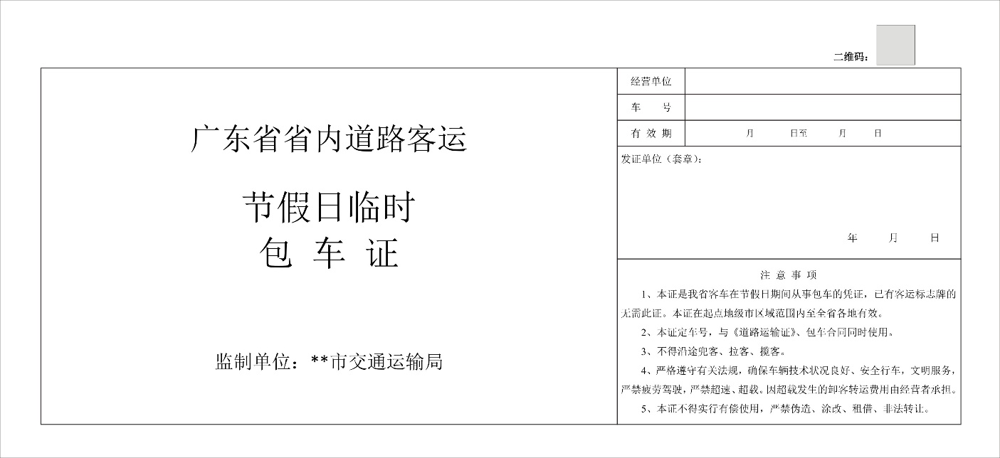 二维码：
广东省省内道路客运
节假日临时
包 车 证
监制单位：**市交通运输局
经营单位
车 号
有 效 期 月 日至 月 日
发证单位（套章）：
年 月 日
注 意 事 项
1、本证是我省客车在节假日期间从事包车的凭证，已有客运标志牌的
无需此证。本证在起点地级市区域范围内至全省各地有效。
2、本证定车号，与《道路运输证》、包车合同同时使用。
3、不得沿途兜客、拉客、揽客。
4、严格遵守有关法规，确保车辆技术状况良好、安全行车，文明服务，
严禁疲劳驾驶，严禁超速、超载。因超载发生的卸客转运费用由经营者承担。
5、本证不得实行有偿使用，严禁伪造、涂改、租借、非法转让。